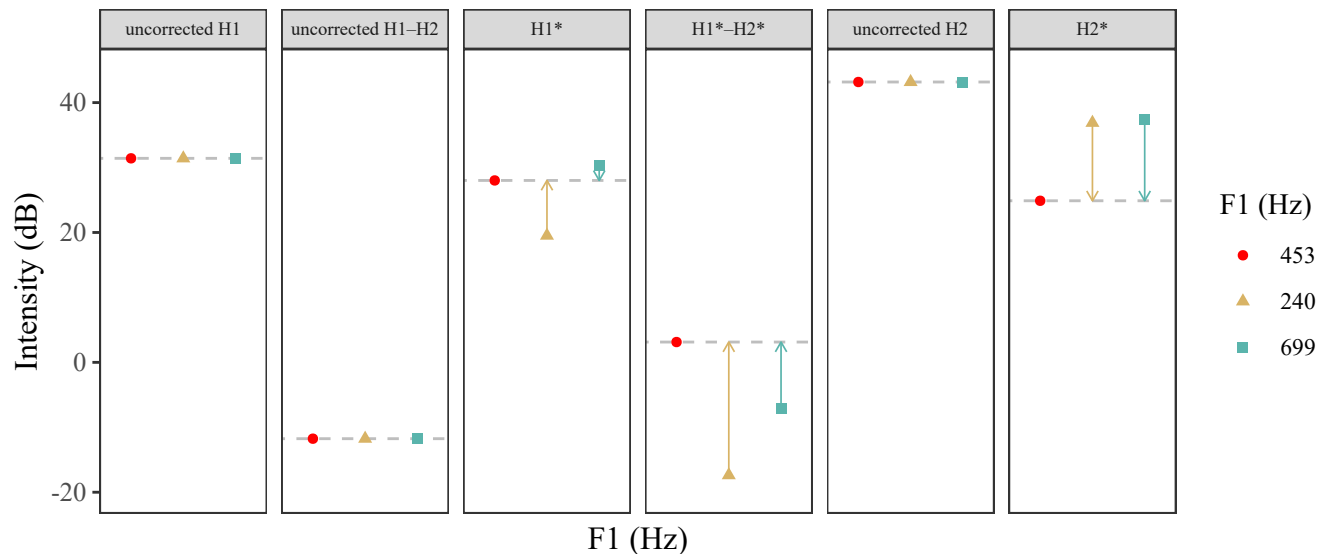 uncorrected H1
uncorrected H1–H2
H1*
H1*–H2*
uncorrected H2
H2*
Intensity (dB)
40
20
0
-20
F1 (Hz)
F1 (Hz)
453
240
699